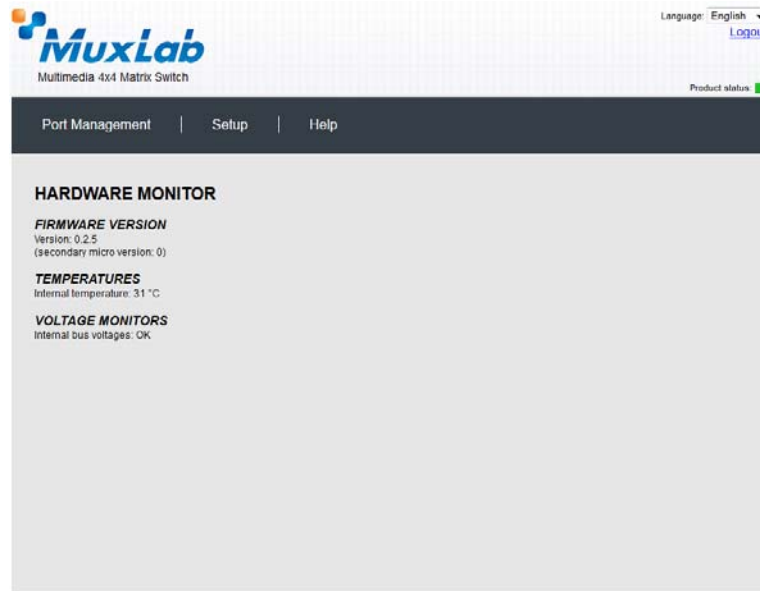 Language: English
Logou
MuxLab
Multimedia 4x4 Matrix Switch
Product status:
Port Management | Setup | Help
HARDWARE MONITOR
FIRMWARE VERSION
Version: 0.2.5
(secondary micro version: 0)
TEMPERATURES
Internal temperature: 31 °C
VOLTAGE MONITORS
Internal bus voltages: OK